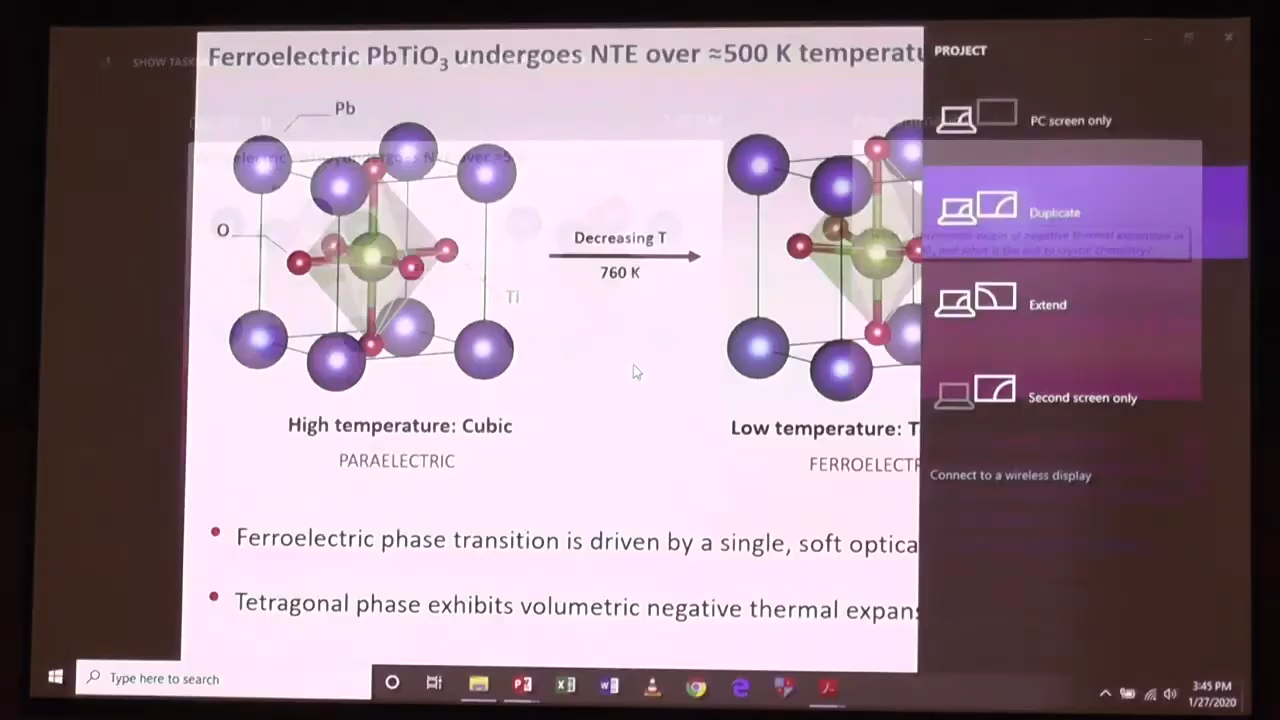 Ferroelectric PbTiO₃ undergoes NTE over ≈500 K temperatu
PROJECT
SHOW TASK
Pb
PC screen only
Duplicate
O
Decreasing T
760 K
Ti
Extend
Second screen only
High temperature: Cubic
Low temperature: T
PARAELECTRIC
FERROELECTR
Connect to a wireless display
• Ferroelectric phase transition is driven by a single, soft optica
• Tetragonal phase exhibits volumetric negative thermal expans
Type here to search
3:45 PM
1/27/2020